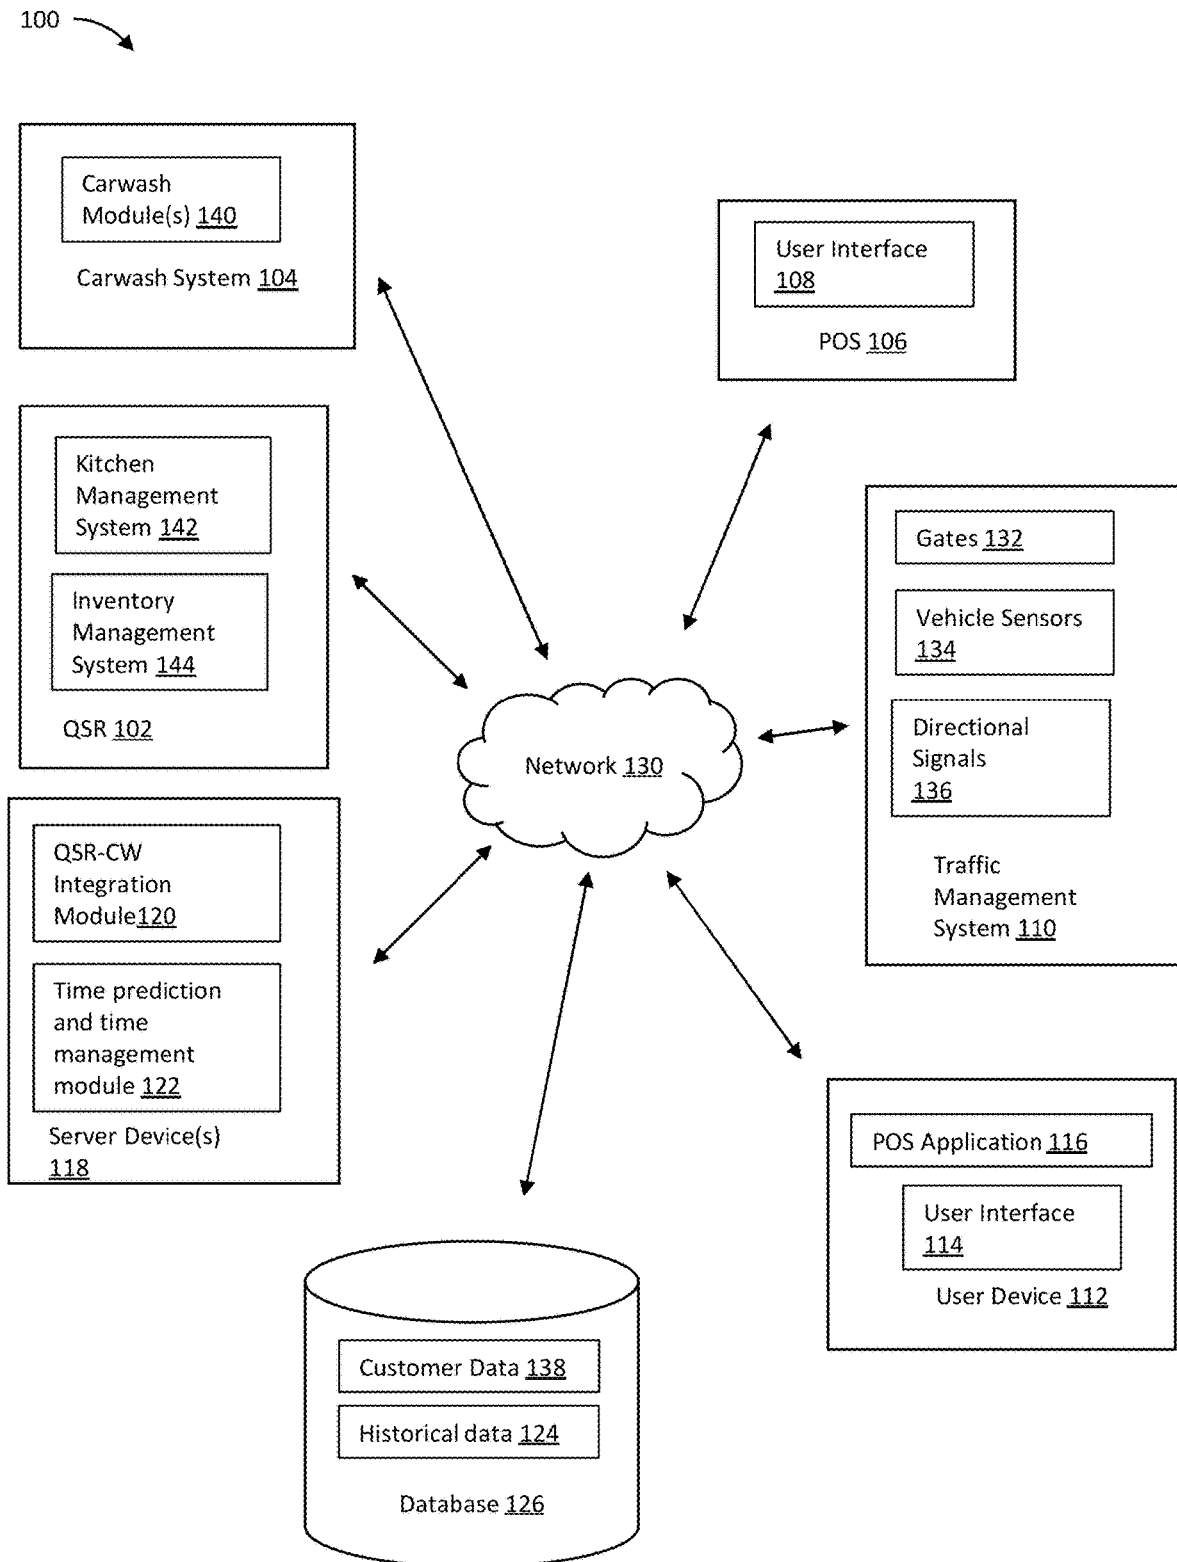 100
Carwash
Module(s) 140
Carwash System 104
User Interface
108
POS 106
Kitchen
Management
System 142
Inventory
Management
System 144
QSR 102
Gates 132
Vehicle Sensors
134
Directional
Signals
136
Traffic
Management
System 110
Network 130
QSR-CW
Integration
Module120
Time prediction
and time
management
module 122
Server Device(s)
118
POS Application 116
User Interface
114
User Device 112
Customer Data 138
Historical data 124
Database 126